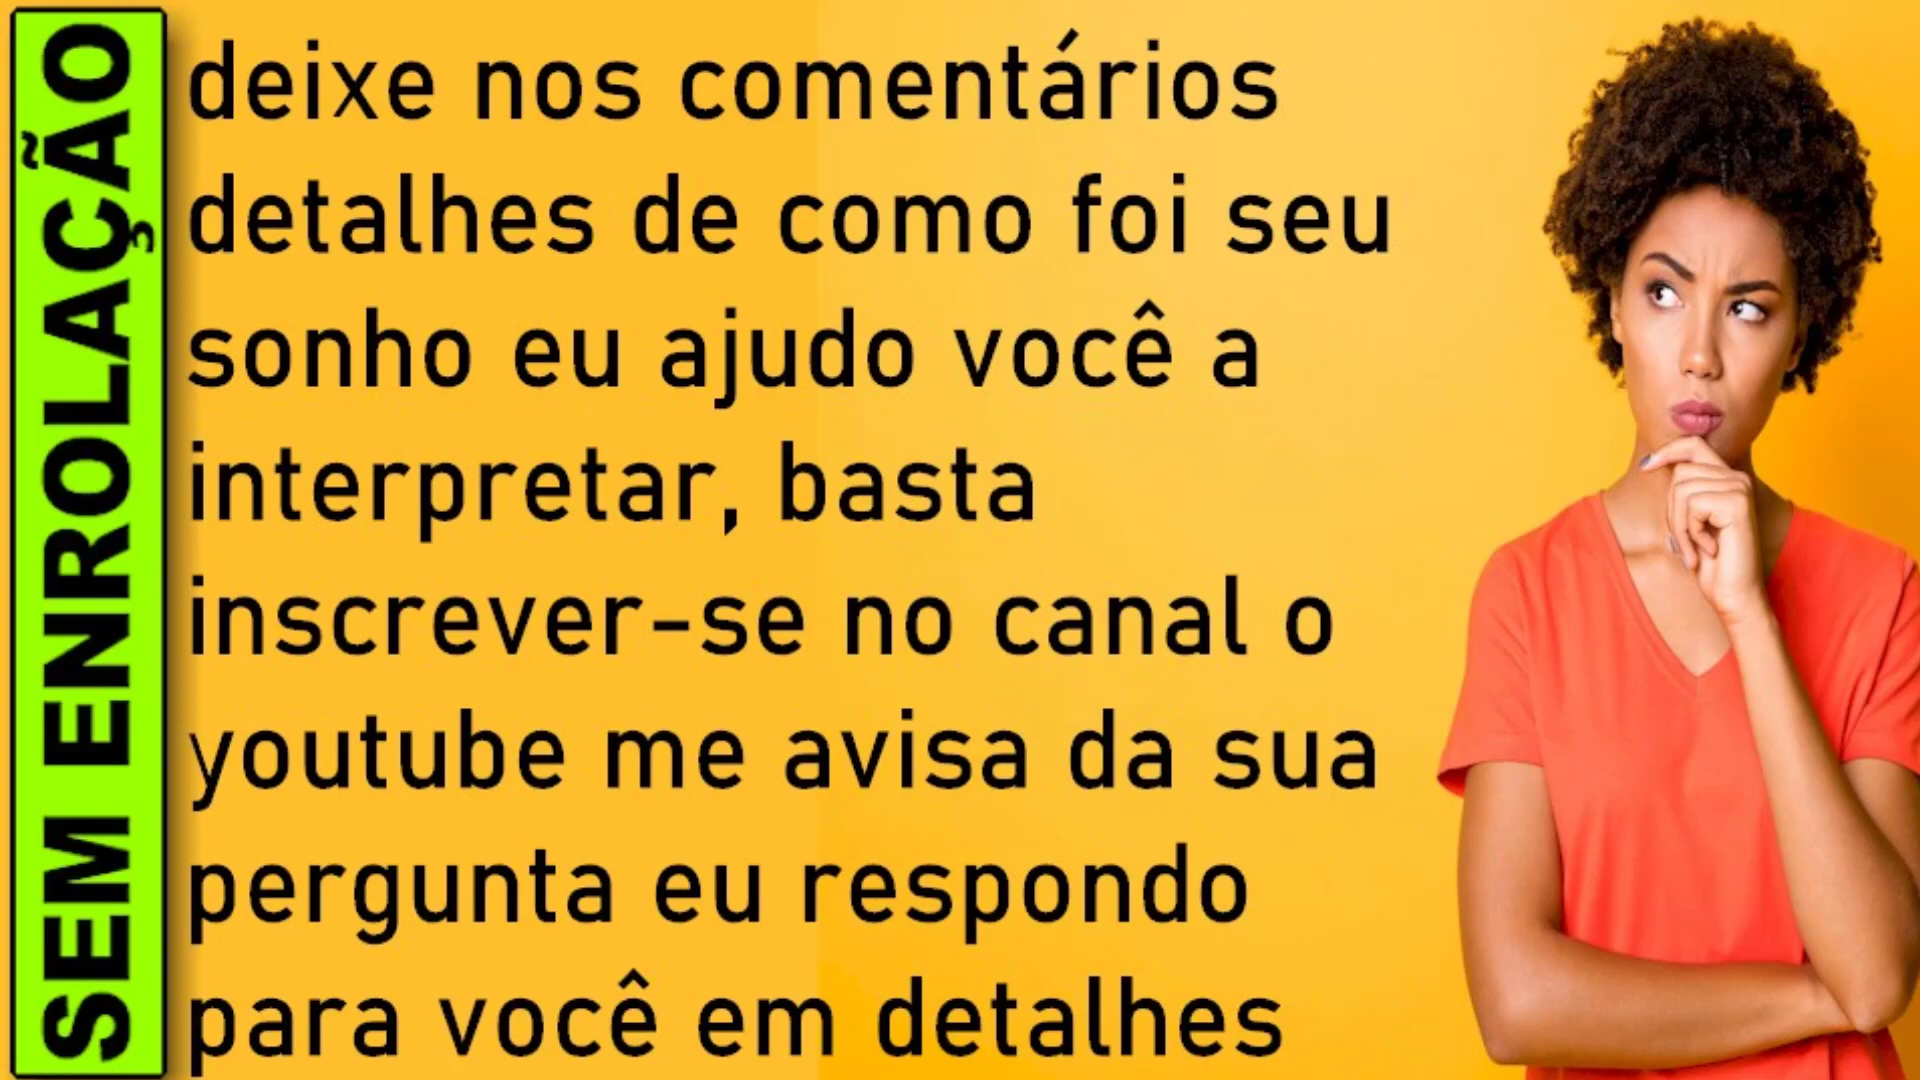 SEM ENROLAÇÃO
deixe nos comentários
detalhes de como foi seu
sonho eu ajudo você a
interpretar, basta
inscrever-se no canal o
youtube me avisa da sua
pergunta eu respondo
para você em detalhes